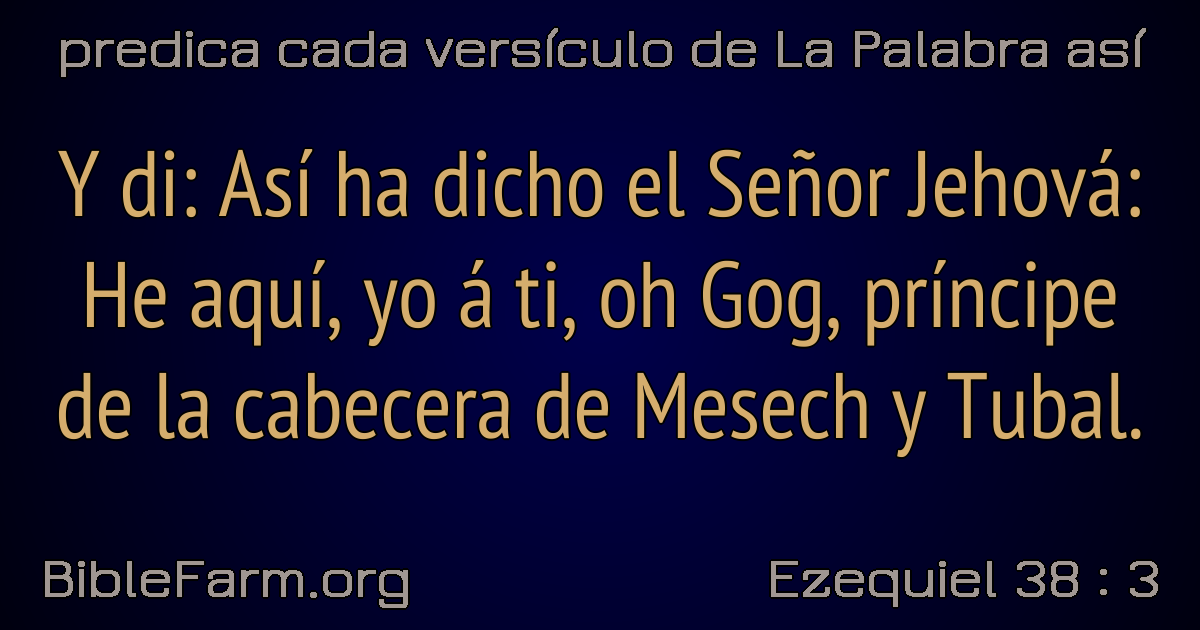 predica cada versículo de La Palabra así
Y di: Así ha dicho el Señor Jehová:
He aquí, yo á ti, oh Gog, príncipe
de la cabecera de Mesech y Tubal.
BibleFarm.org
Ezequiel 38 : 3